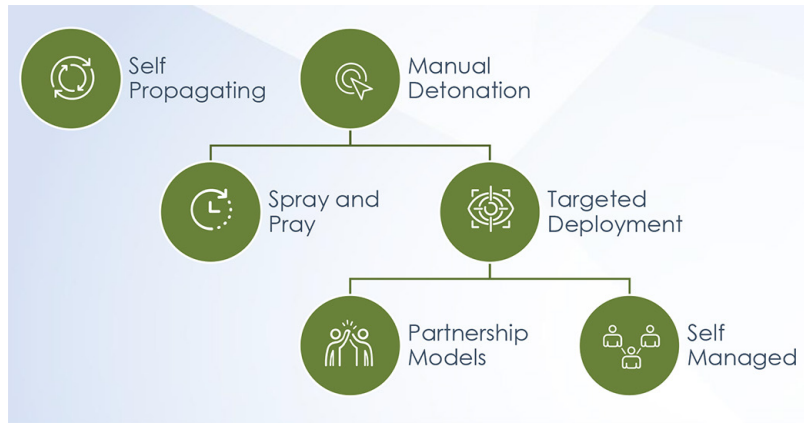 Self
Propagating
Manual
Detonation
Spray and
Pray
Targeted
Deployment
Partnership
Models
Self
Managed